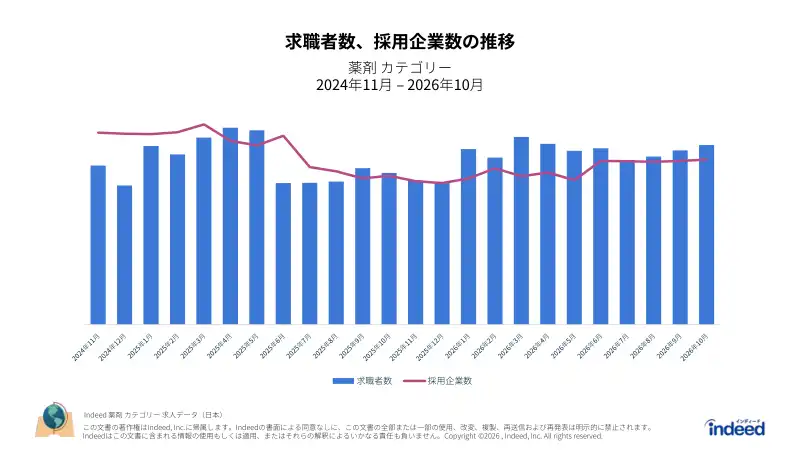 求職者数、採用企業数の推移
薬剤 カテゴリー
2024年11月 – 2026年10月
2024年11月
2024年12月
2025年1月
2025年2月
2025年3月
2025年4月
2025年5月
2025年6月
2025年7月
2025年8月
2025年9月
2025年10月
2025年11月
2025年12月
2026年1月
2026年2月
2026年3月
2026年4月
2026年5月
2026年6月
2026年7月
2026年8月
2026年9月
2026年10月
求職者数
採用企業数
Indeed 薬剤 カテゴリー 求人データ（日本）
この文書の著作権はIndeed, Inc.に帰属します。Indeedの書面による同意なしに、この文書の全部または一部の使用、改変、複製、再送信および再発表は明示的に禁止されます。
Indeedはこの文書に含まれる情報の使用もしくは適用、またはそれらの解釈によるいかなる責任も負いません。Copyright ©2026 , Indeed, Inc. All rights reserved.
インディード
indeed